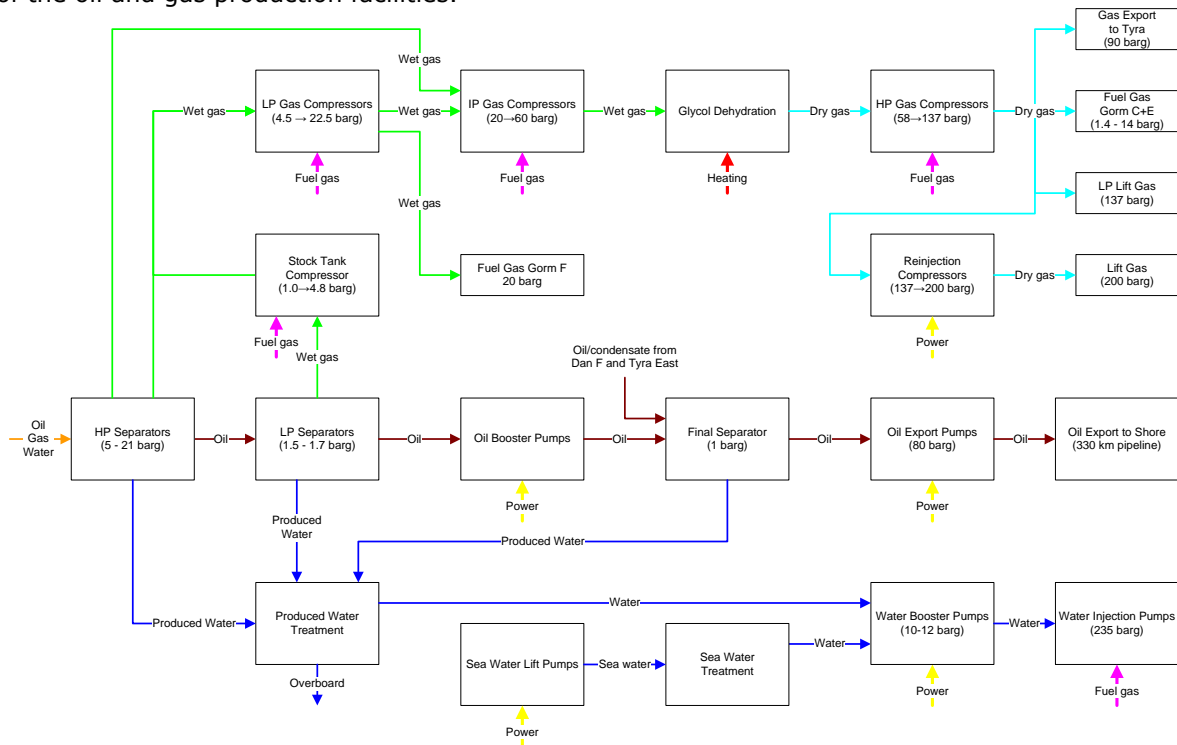 of the oil and gas production facilities.
Gas Export
to Tyra
(90 barg)
Wet gas
Wet gas
LP Gas Compressors
(4.5 → 22.5 barg)
Wet gas
IP Gas Compressors
(20→60 barg)
Wet gas
Glycol Dehydration
Dry gas
HP Gas Compressors
(58→137 barg)
Dry gas
Fuel Gas
Gorm C+E
(1.4 - 14 barg)
Fuel gas
Fuel gas
Heating
Fuel gas
LP Lift Gas
(137 barg)
Wet gas
Stock Tank
Compressor
(1.0→4.8 barg)
Fuel Gas Gorm F
20 barg
Reinjection
Compressors
(137→200 barg)
Dry gas
Lift Gas
(200 barg)
Fuel gas
Wet gas
Power
Oil/condensate from
Dan F and Tyra East
Oil
Gas
Water
HP Separators
(5 - 21 barg)
Oil
LP Separators
(1.5 - 1.7 barg)
Oil
Oil Booster Pumps
Oil
Final Separator
(1 barg)
Oil
Oil Export Pumps
(80 barg)
Oil
Oil Export to Shore
(330 km pipeline)
Power
Power
Produced
Water
Produced Water
Produced Water
Produced Water
Treatment
Water
Water Booster Pumps
(10-12 barg)
Water
Water Injection Pumps
(235 barg)
Overboard
Sea Water Lift Pumps
Sea water
Sea Water
Treatment
Water
Power
Power
Fuel gas